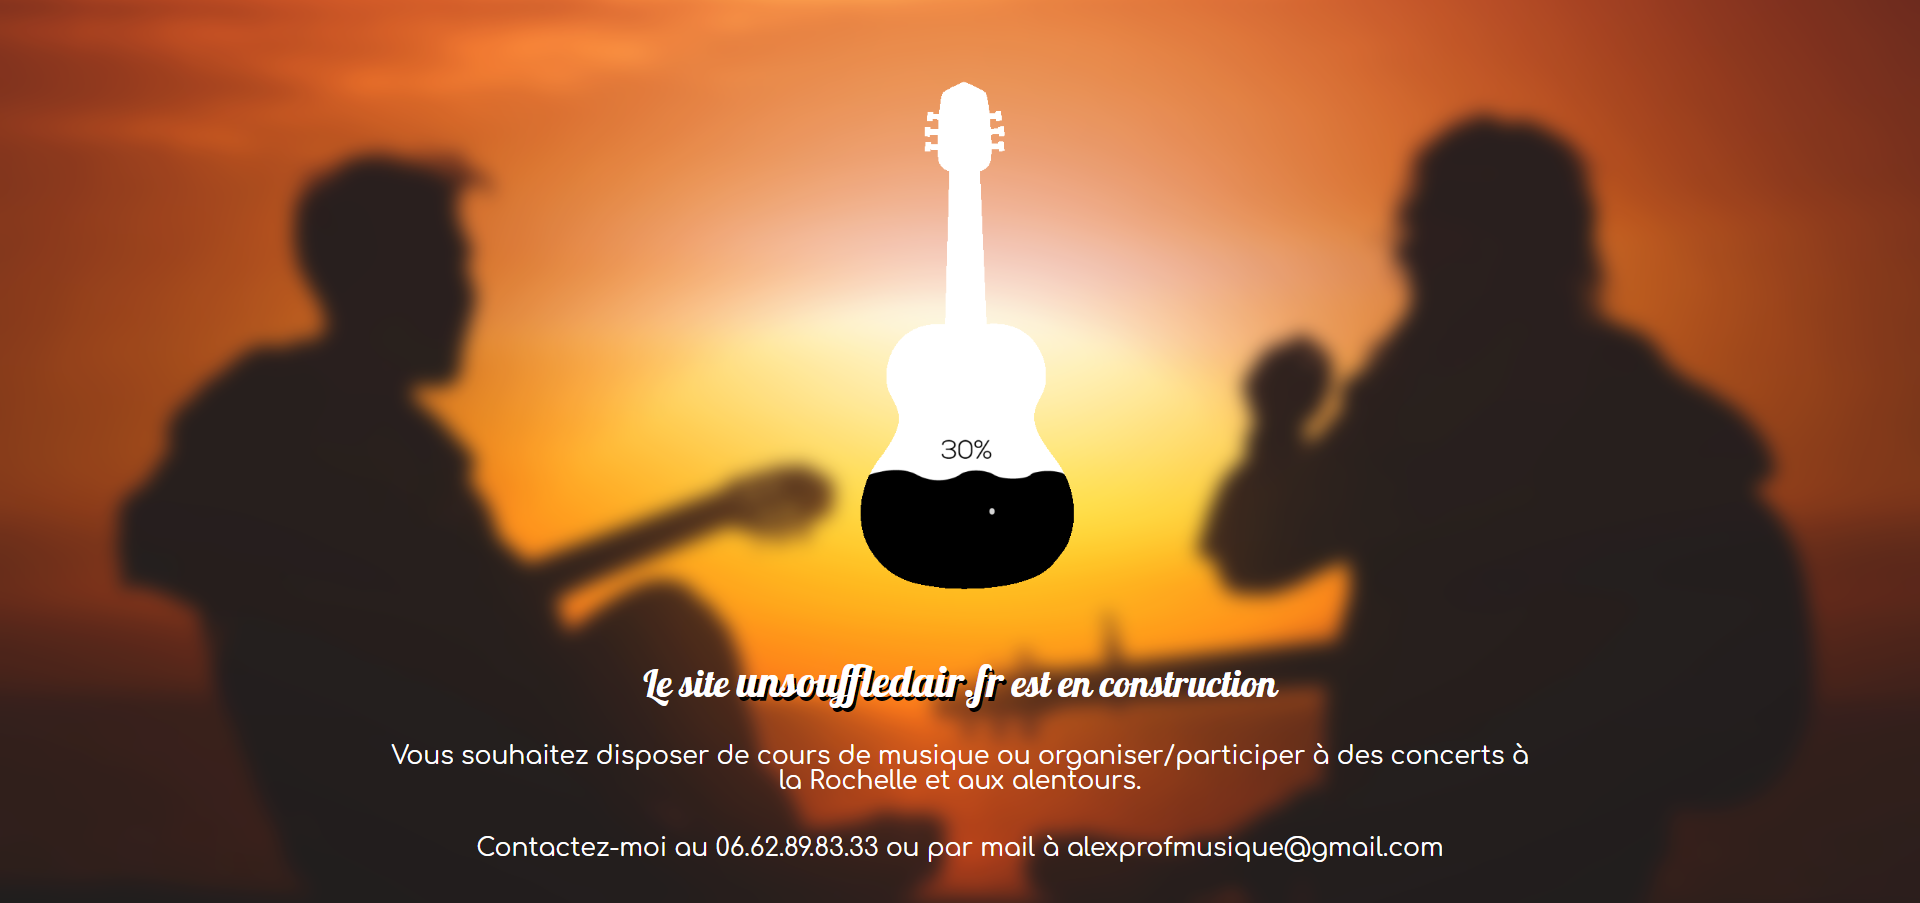 30%
Le site unsouffledair.fr est en construction
Vous souhaitez disposer de cours de musique ou organiser/participer à des concerts à
la Rochelle et aux alentours.
Contactez-moi au 06.62.89.83.33 ou par mail à alexprofmusique@gmail.com